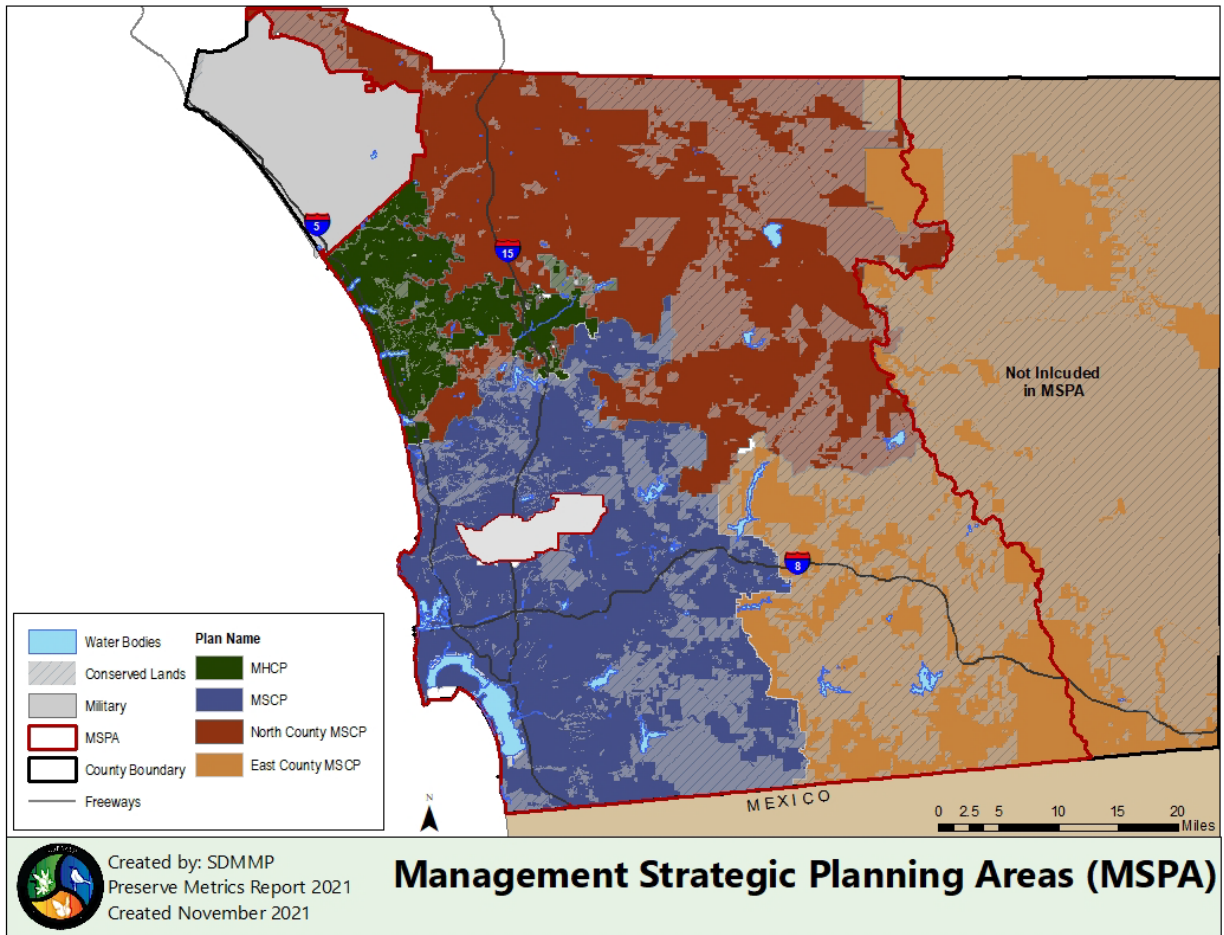 5
15
Not Inlcuded
in MSPA
8
Water Bodies
Conserved Lands
Military
MSPA
County Boundary
Freeways
Plan Name
MHCP
MSCP
North County MSCP
East County MSCP
N
MEXICO
0 2.5 5 10 15 20
Miles
Created by: SDMMP
Preserve Metrics Report 2021
Created November 2021
Management Strategic Planning Areas (MSPA)